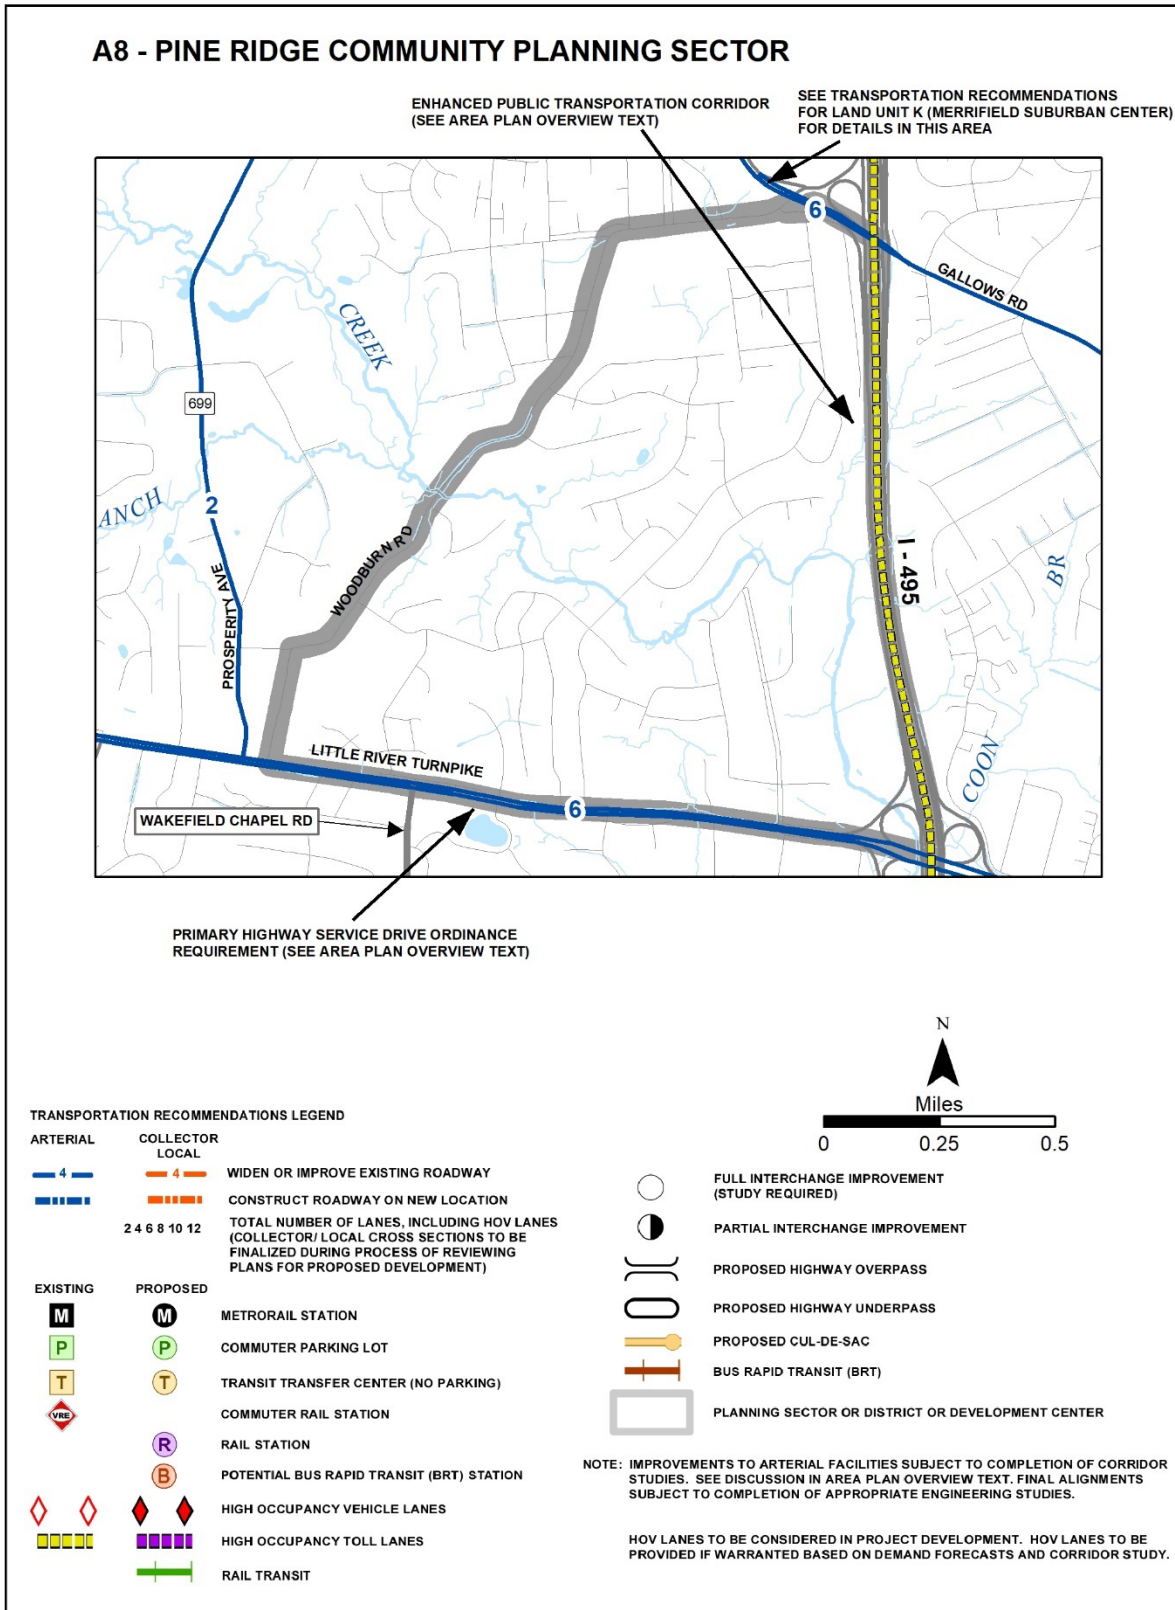 A8 - PINE RIDGE COMMUNITY PLANNING SECTOR
ENHANCED PUBLIC TRANSPORTATION CORRIDOR
(SEE AREA PLAN OVERVIEW TEXT)
SEE TRANSPORTATION RECOMMENDATIONS
FOR LAND UNIT K (MERRIFIELD SUBURBAN CENTER)
FOR DETAILS IN THIS AREA
6
GALLOWS RD
CREEK
699
ANCH
2
WOODBURN RD
I - 495
BR
PROSPERITY AVE
COON
LITTLE RIVER TURNPIKE
6
WAKEFIELD CHAPEL RD
PRIMARY HIGHWAY SERVICE DRIVE ORDINANCE
REQUIREMENT (SEE AREA PLAN OVERVIEW TEXT)
N
Miles
0 0.25 0.5
TRANSPORTATION RECOMMENDATIONS LEGEND
ARTERIAL
COLLECTOR
LOCAL
4 4 WIDEN OR IMPROVE EXISTING ROADWAY
CONSTRUCT ROADWAY ON NEW LOCATION
2 4 6 8 10 12 TOTAL NUMBER OF LANES, INCLUDING HOV LANES
(COLLECTOR/ LOCAL CROSS SECTIONS TO BE
FINALIZED DURING PROCESS OF REVIEWING
PLANS FOR PROPOSED DEVELOPMENT)
EXISTING PROPOSED
M M METRORAIL STATION
P P COMMUTER PARKING LOT
T T TRANSIT TRANSFER CENTER (NO PARKING)
VRE COMMUTER RAIL STATION
R RAIL STATION
B POTENTIAL BUS RAPID TRANSIT (BRT) STATION
HIGH OCCUPANCY VEHICLE LANES
HIGH OCCUPANCY TOLL LANES
RAIL TRANSIT
FULL INTERCHANGE IMPROVEMENT
(STUDY REQUIRED)
PARTIAL INTERCHANGE IMPROVEMENT
PROPOSED HIGHWAY OVERPASS
PROPOSED HIGHWAY UNDERPASS
PROPOSED CUL-DE-SAC
BUS RAPID TRANSIT (BRT)
PLANNING SECTOR OR DISTRICT OR DEVELOPMENT CENTER
NOTE: IMPROVEMENTS TO ARTERIAL FACILITIES SUBJECT TO COMPLETION OF CORRIDOR
STUDIES. SEE DISCUSSION IN AREA PLAN OVERVIEW TEXT. FINAL ALIGNMENTS
SUBJECT TO COMPLETION OF APPROPRIATE ENGINEERING STUDIES.
HOV LANES TO BE CONSIDERED IN PROJECT DEVELOPMENT. HOV LANES TO BE
PROVIDED IF WARRANTED BASED ON DEMAND FORECASTS AND CORRIDOR STUDY.